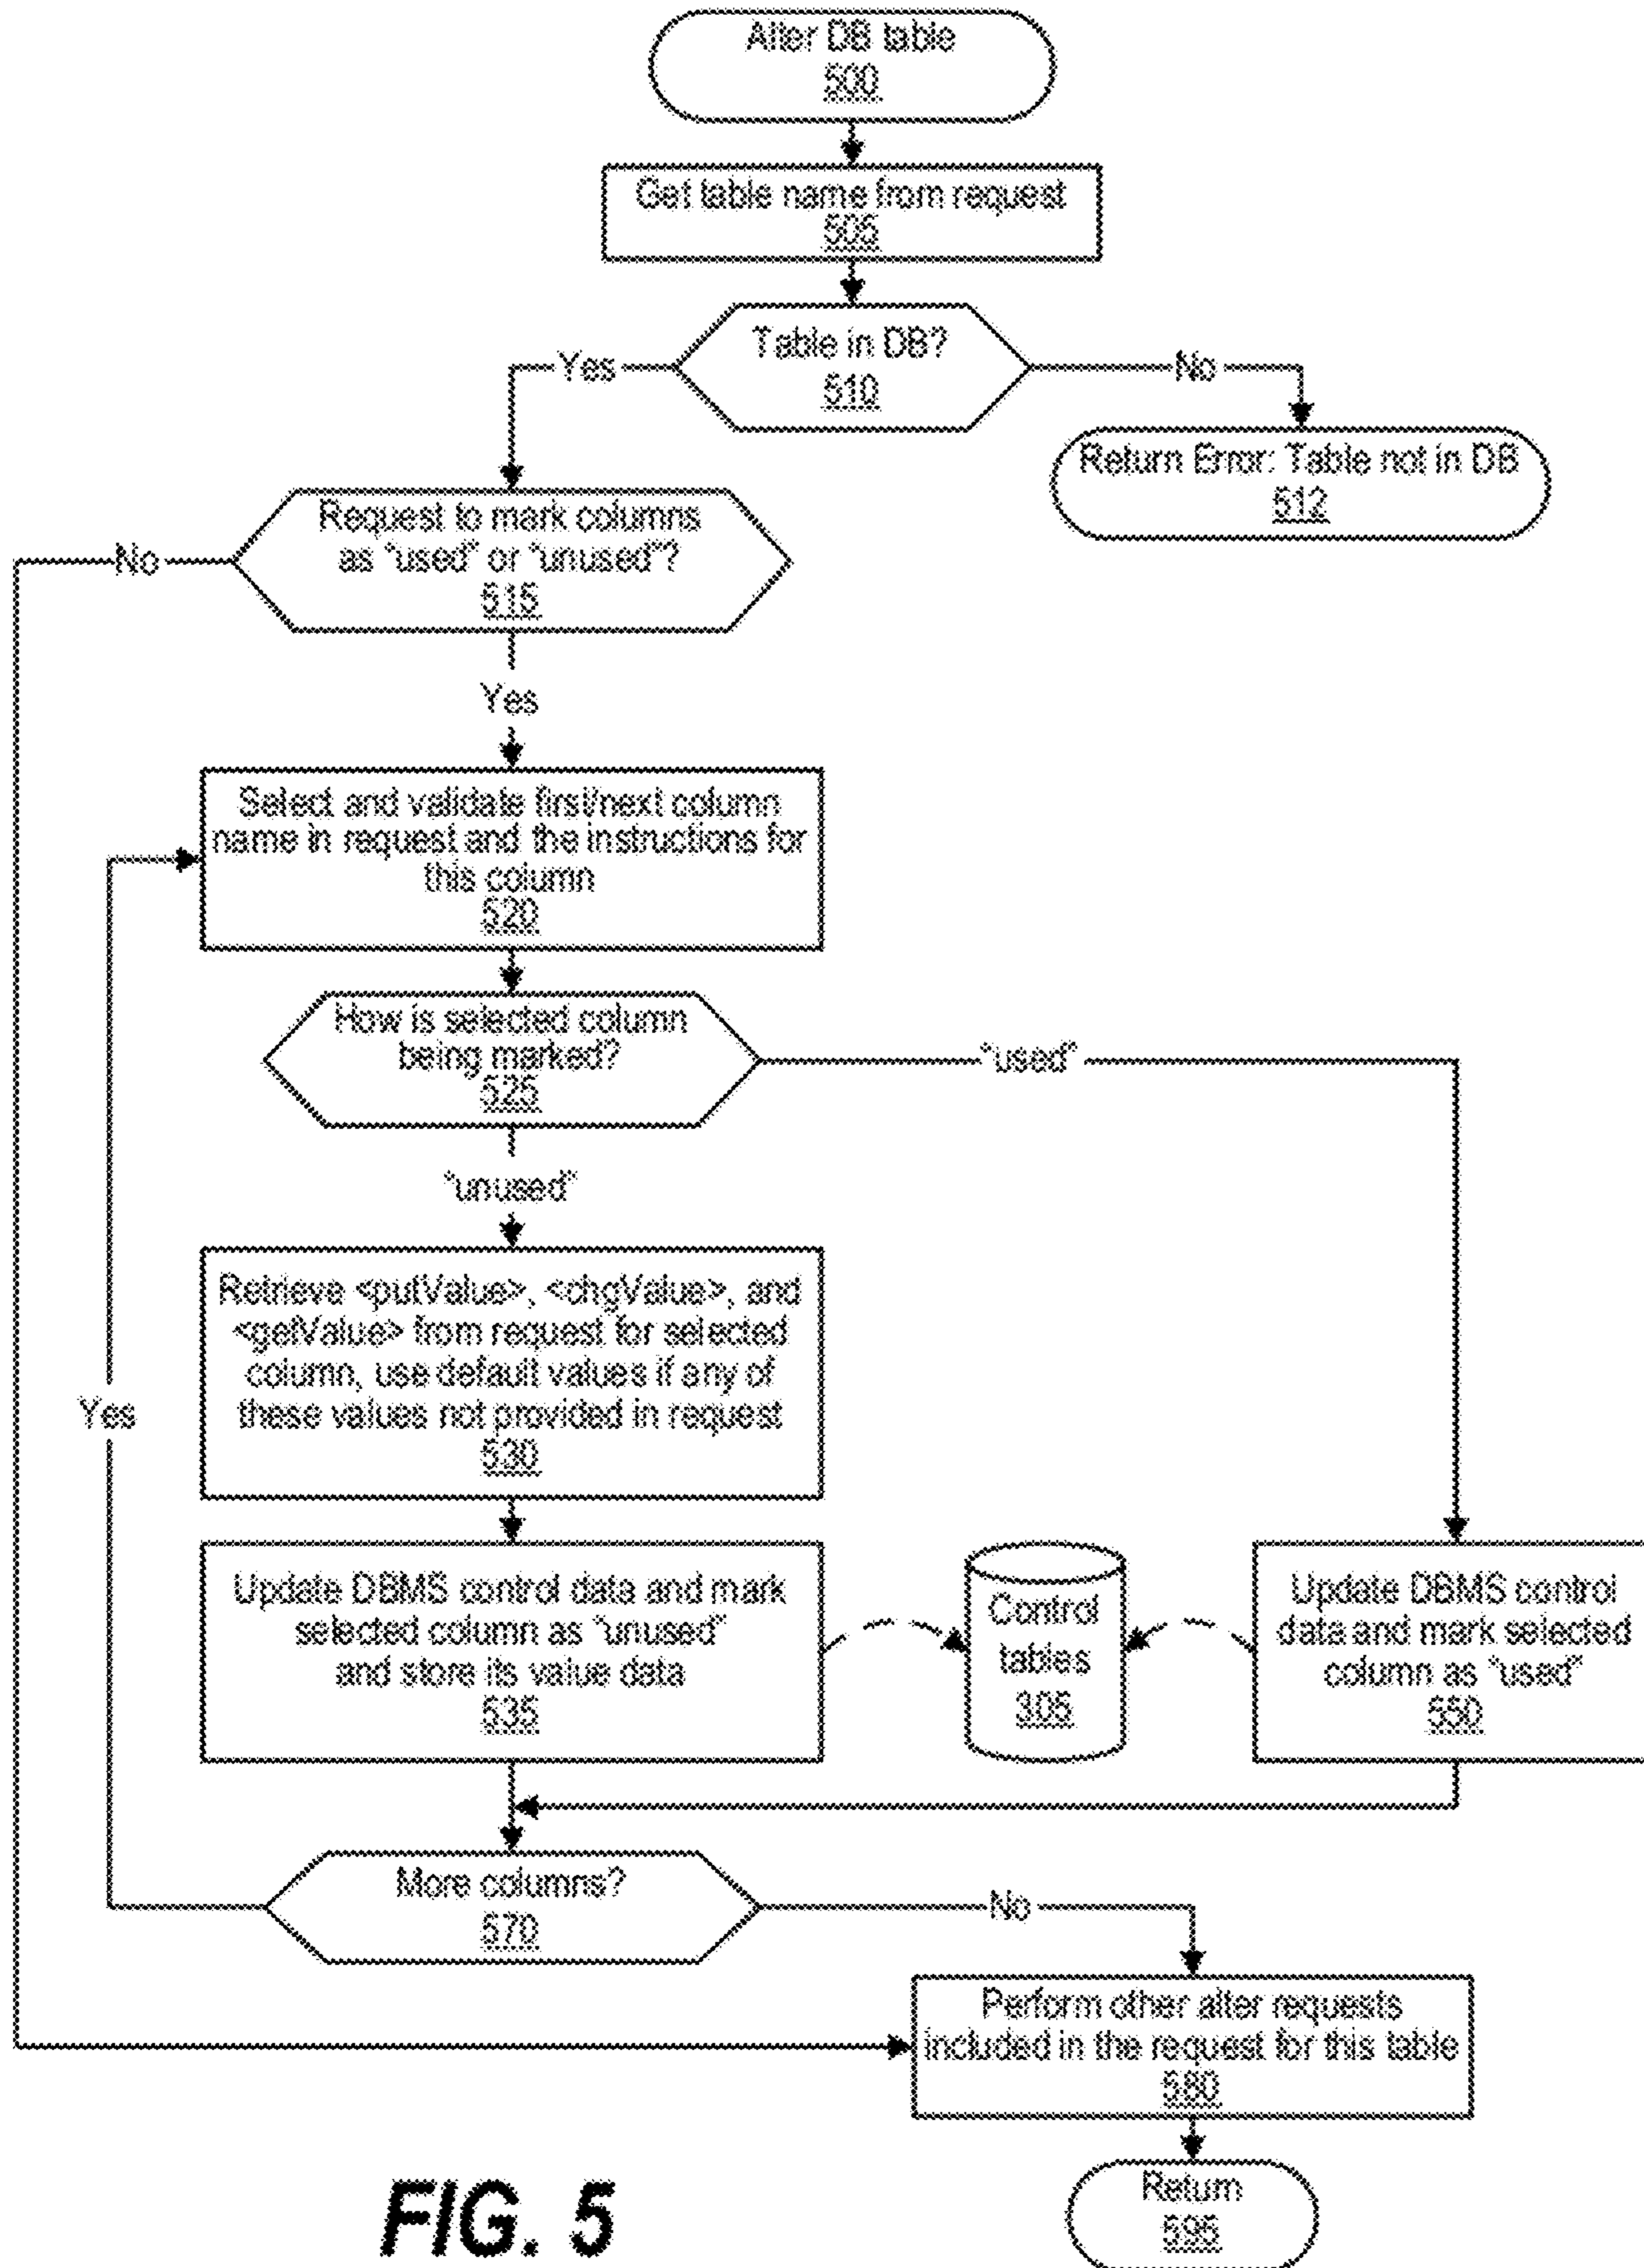 Alter DB table
500
Get table name from request
505
Table in DB?
510
Yes
No
Return Error: Table not in DB
512
Request to mark columns
as "used" or "unused"?
515
No
Yes
Select and validate first/next column
name in request and the instructions for
this column
520
How is selected column
being marked?
525
"used"
"unused"
Retrieve <putValue>, <chgValue>, and
<getValue> from request for selected
column, use default values if any of
these values not provided in request
530
Yes
Update DBMS control data and mark
selected column as "unused"
and store its value data
535
Control
tables
305
Update DBMS control
data and mark selected
column as "used"
550
More columns?
570
No
Perform other alter requests
included in the request for this table
580
Return
595
FIG. 5